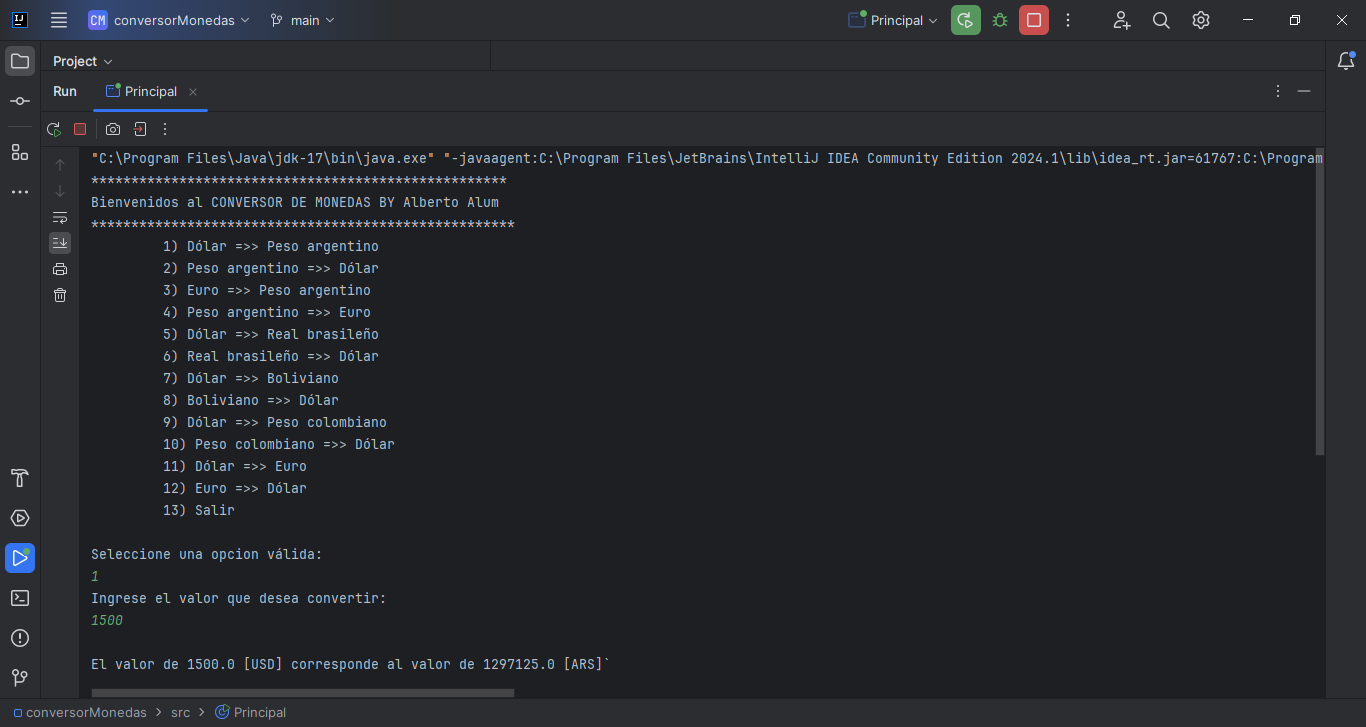 CM conversorMonedas main Principal
Project
Run Principal
"C:\Program Files\Java\jdk-17\bin\java.exe" "-javaagent:C:\Program Files\JetBrains\IntelliJ IDEA Community Edition 2024.1\lib\idea_rt.jar=61767:C:\Program
****************************************************
Bienvenidos al CONVERSOR DE MONEDAS BY Alberto Alum
*****************************************************
1) Dólar =>> Peso argentino
2) Peso argentino =>> Dólar
3) Euro =>> Peso argentino
4) Peso argentino =>> Euro
5) Dólar =>> Real brasileño
6) Real brasileño =>> Dólar
7) Dólar =>> Boliviano
8) Boliviano =>> Dólar
9) Dólar =>> Peso colombiano
10) Peso colombiano =>> Dólar
11) Dólar =>> Euro
12) Euro =>> Dólar
13) Salir
Seleccione una opcion válida:
1
Ingrese el valor que desea convertir:
1500
El valor de 1500.0 [USD] corresponde al valor de 1297125.0 [ARS]`
conversorMonedas > src > Principal